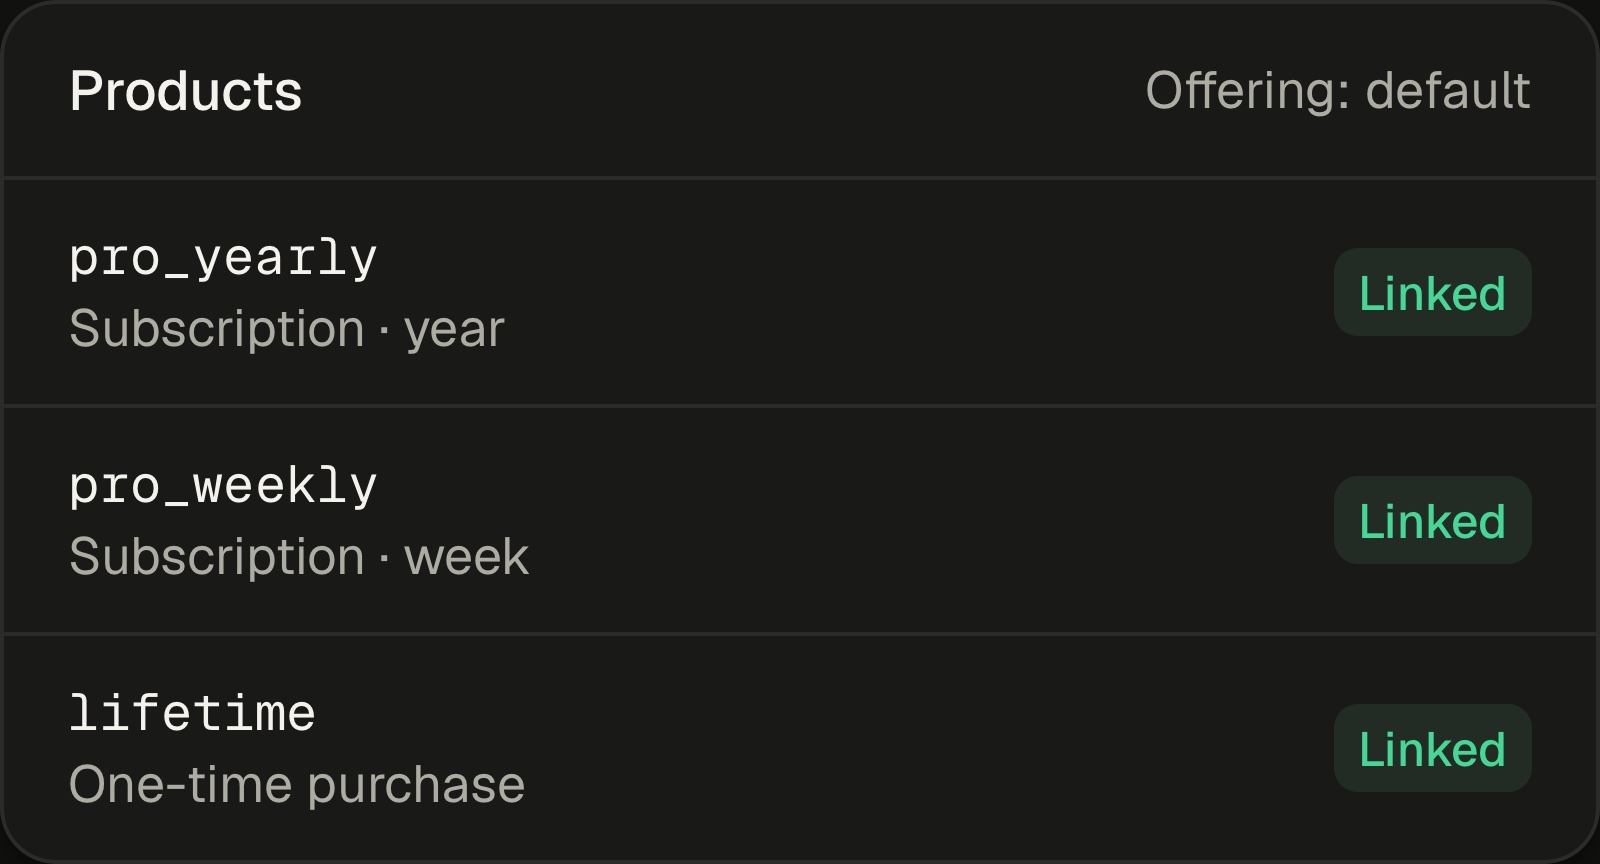 Products
Offering: default
pro_yearly
Subscription · year
Linked
pro_weekly
Subscription · week
Linked
lifetime
One-time purchase
Linked